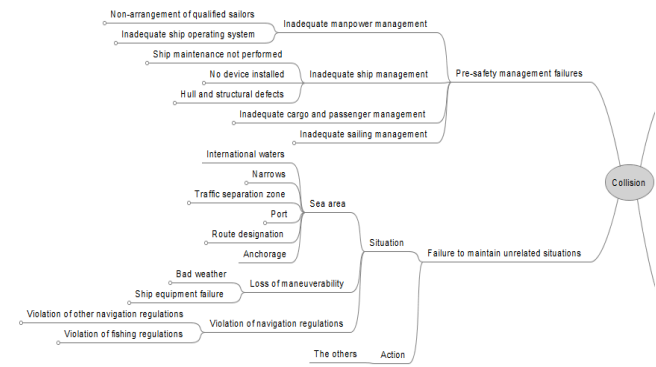 Non-arrangement of qualified sailors
Inadequate manpower management
Inadequate ship operating system
Ship maintenance not performed
No device installed
Inadequate ship management
Pre-safety management failures
Hull and structural defects
Inadequate cargo and passenger management
Inadequate sailing management
International waters
Narrows
Collision
Traffic separation zone
Sea area
Port
Route designation
Situation
Anchorage
Failure to maintain unrelated situations
Bad weather
Loss of maneuverability
Ship equipment failure
Violation of other navigation regulations
Violation of navigation regulations
Violation of fishing regulations
The others
Action